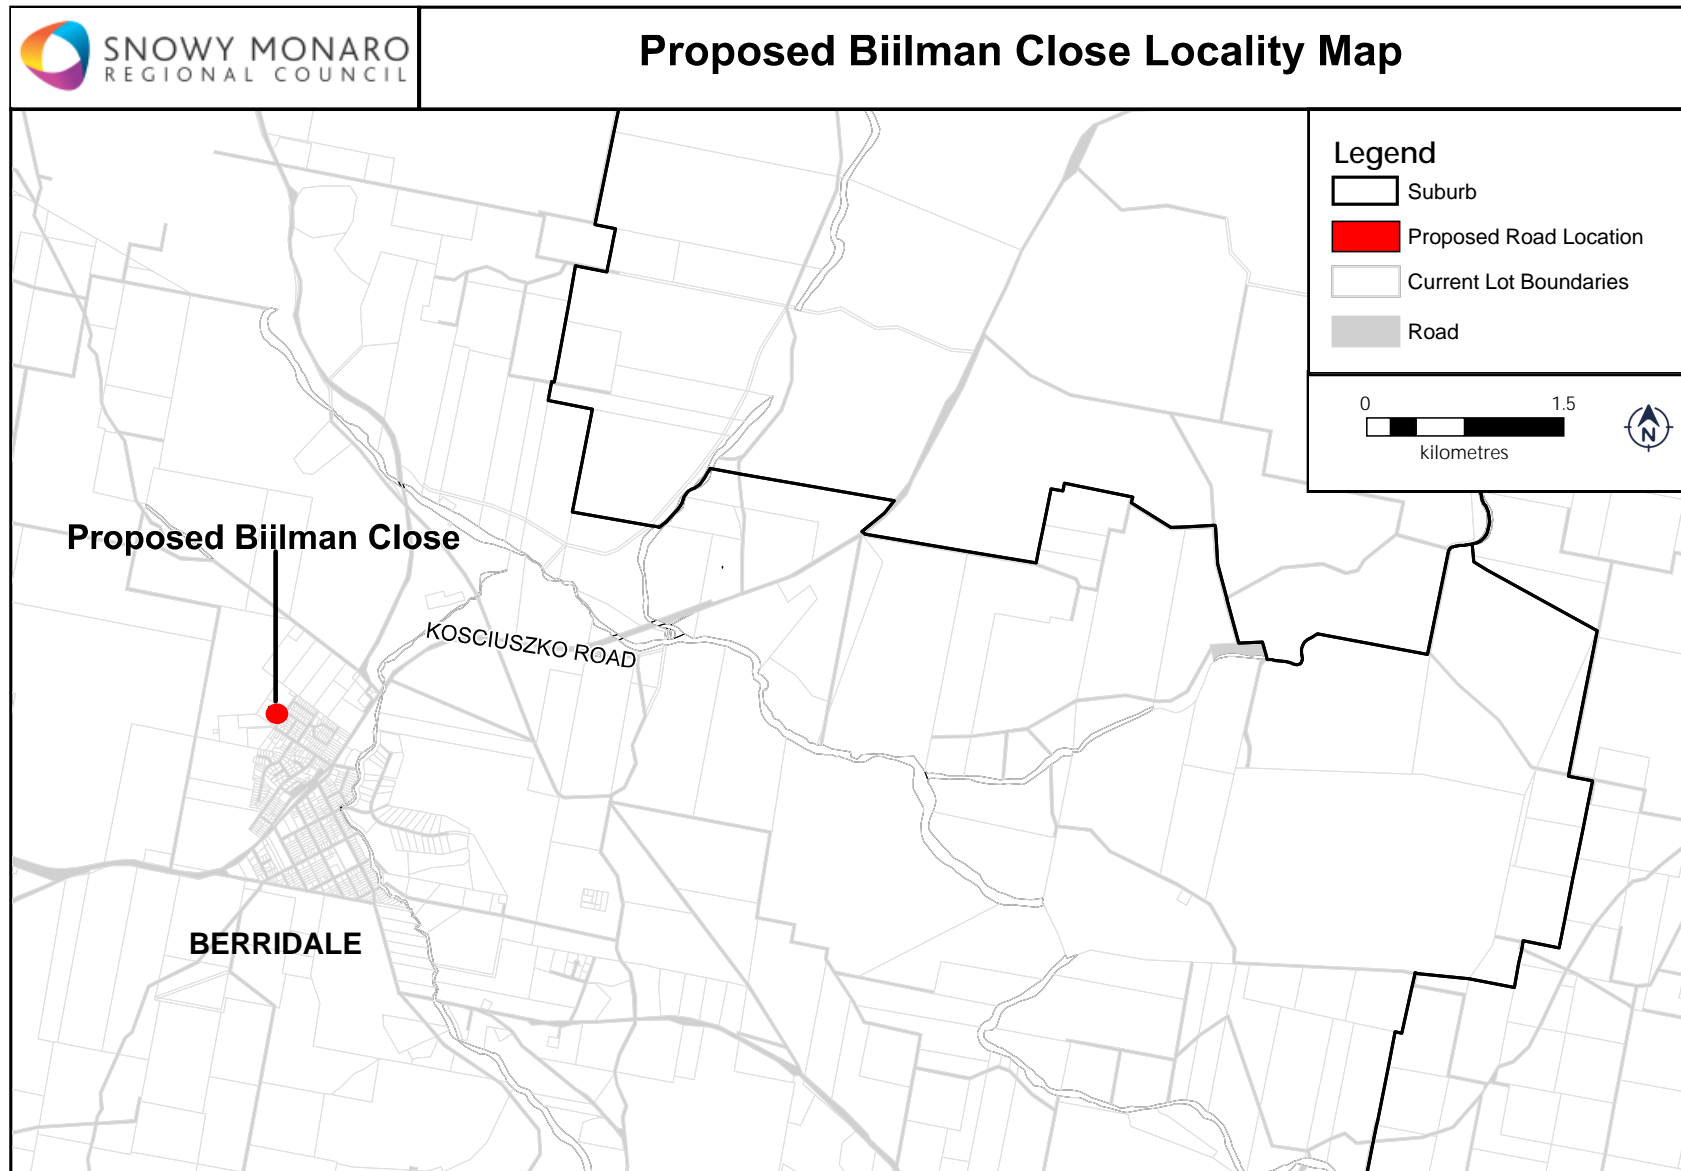 SNOWY MONARO
REGIONAL COUNCIL
Proposed Biilman Close Locality Map
Legend
Suburb
Proposed Road Location
Current Lot Boundaries
Road
0 1.5
kilometres
N
Proposed Biilman Close
KOSCIUSZKO ROAD
BERRIDALE